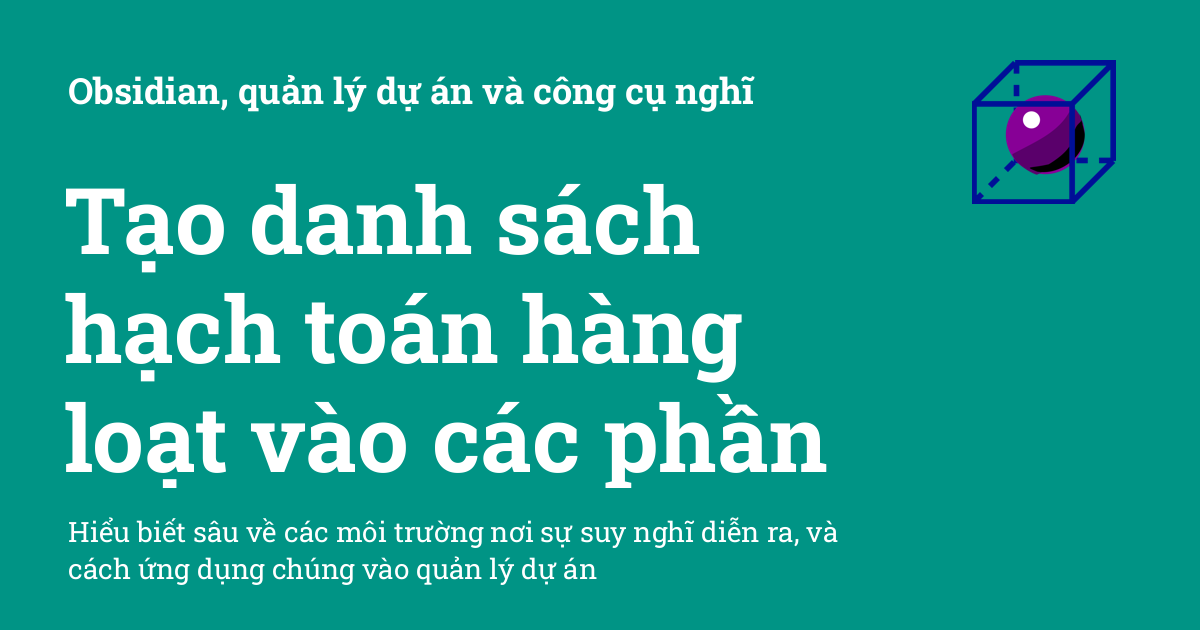 Obsidian, quản lý dự án và công cụ nghĩ
Tạo danh sách
hạch toán hàng
loạt vào các phần
Hiểu biết sâu về các môi trường nơi sự suy nghĩ diễn ra, và
cách ứng dụng chúng vào quản lý dự án